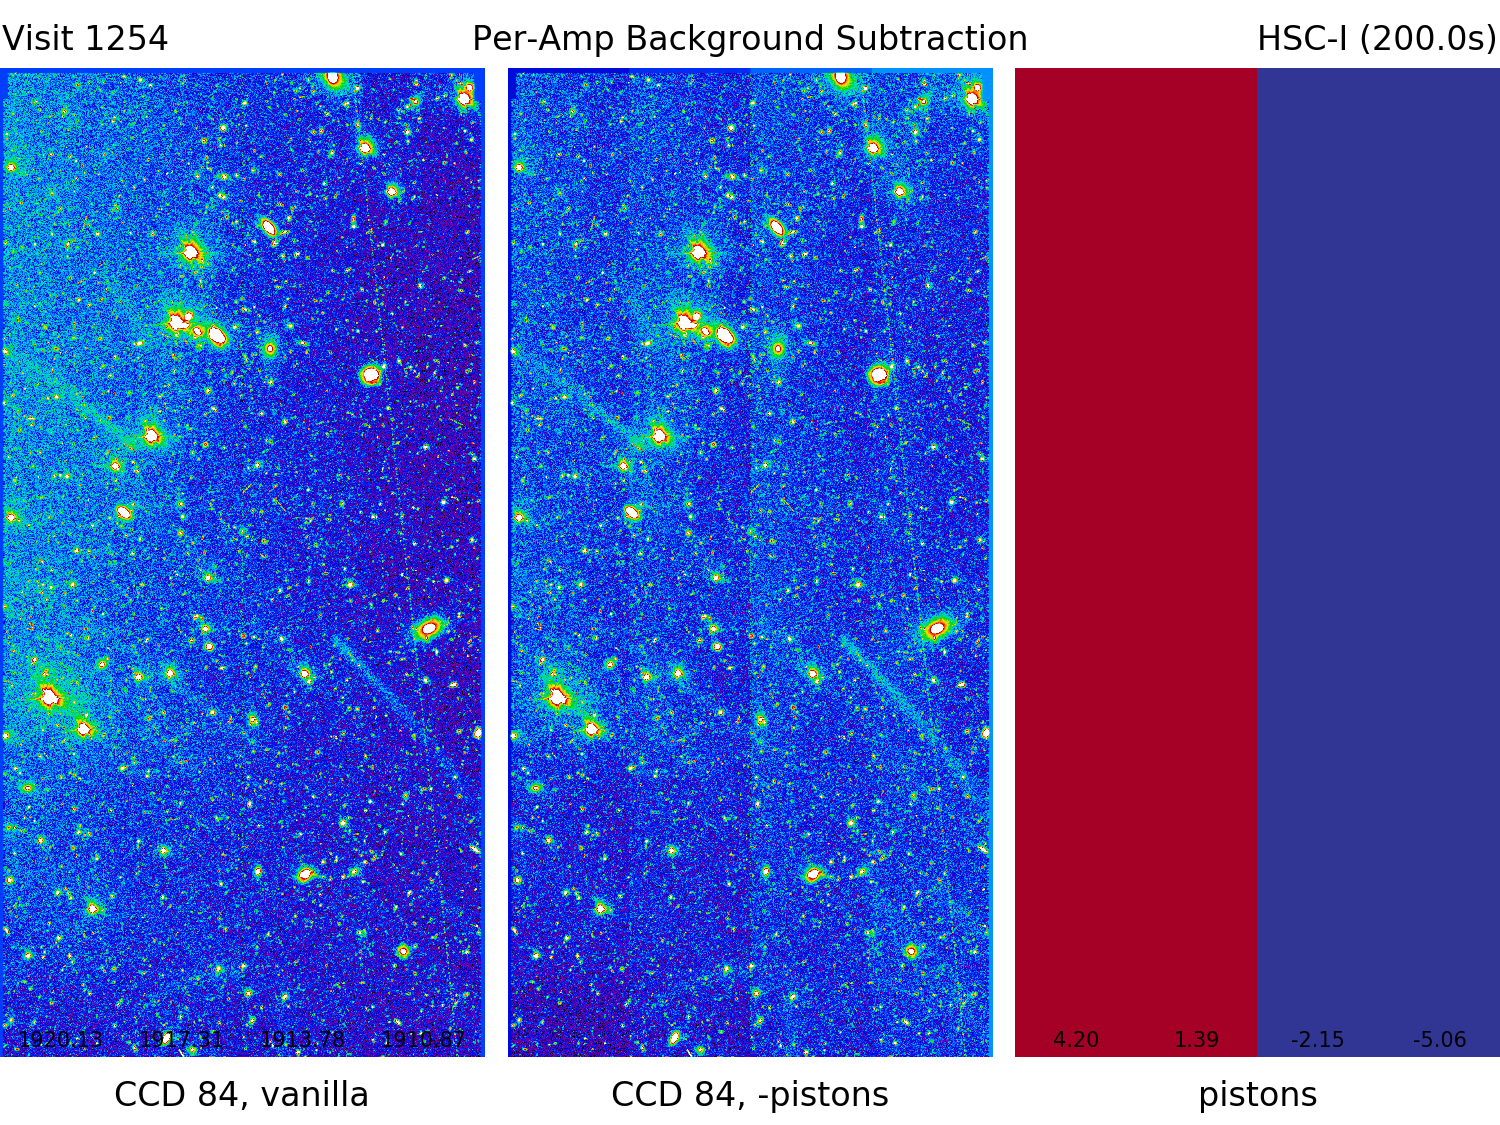 Visit 1254 Per-Amp Background Subtraction HSC-I (200.0s)
1920.13 1917.31 1913.78 1910.87 4.20 1.39 -2.15 -5.06
CCD 84, vanilla CCD 84, -pistons pistons